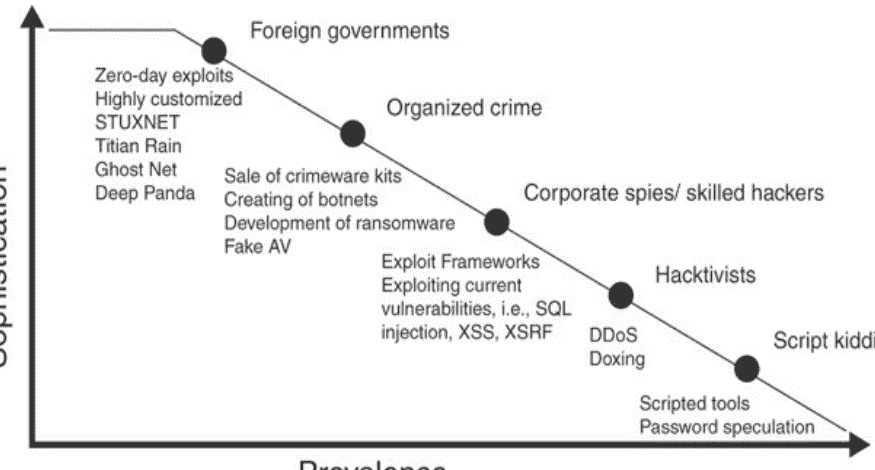 Foreign governments
Zero-day exploits
Highly customized
STUXNET
Titian Rain
Ghost Net
Deep Panda
Organized crime
Sale of crimeware kits
Creating of botnets
Development of ransomware
Fake AV
Corporate spies/ skilled hackers
Exploit Frameworks
Exploiting current
vulnerabilities, i.e., SQL
injection, XSS, XSRF
Hacktivists
DDoS
Doxing
Script kiddi
Scripted tools
Password speculation
Sophistication
Prevalence